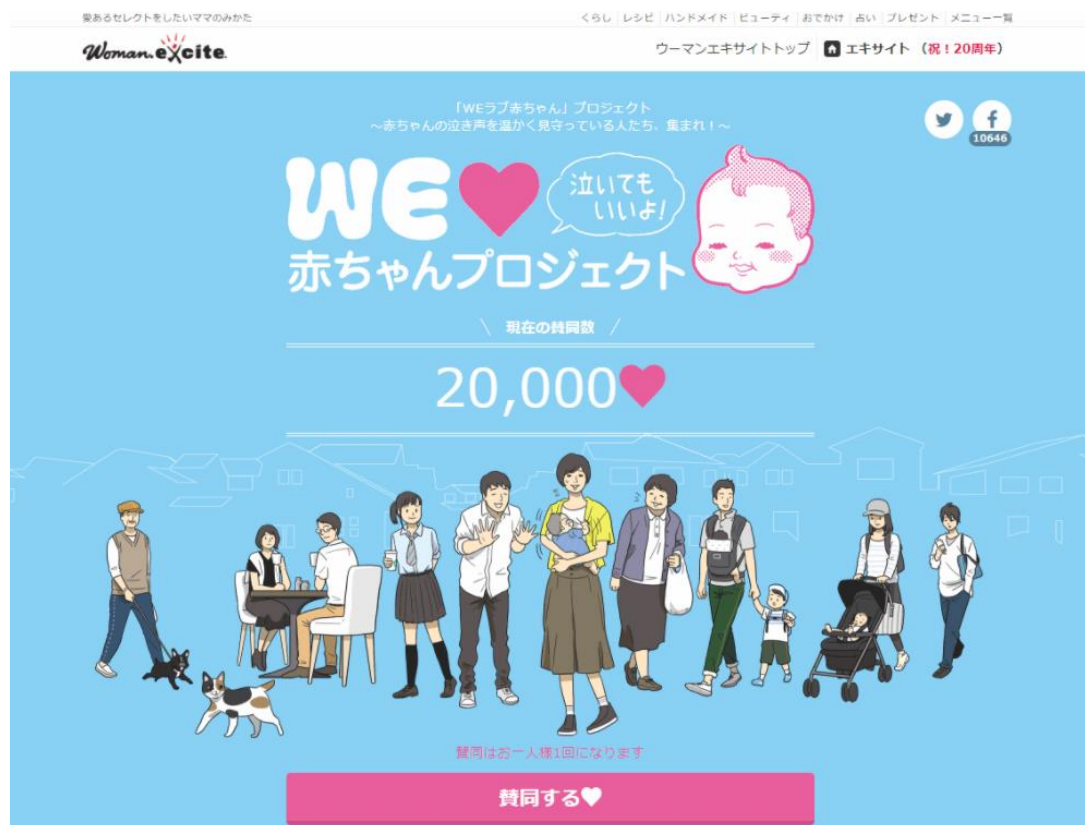 愛あるセレクトをしたいママのみかた
くらし レシピ ハンドメイド ビューティ おでかけ 占い プレゼント メニュー一覧
Woman.excite
ウーマンエキサイトトップ エキサイト (祝!20周年)
「WEラブ赤ちゃん」プロジェクト
~赤ちゃんの泣き声を温かく見守っている人たち、集まれ!~
10646
WE♥
泣いても
いいよ!
赤ちゃんプロジェクト
\ 現在の賛同数 /
20,000♥
賛同はお一人様1回になります
賛同する♥